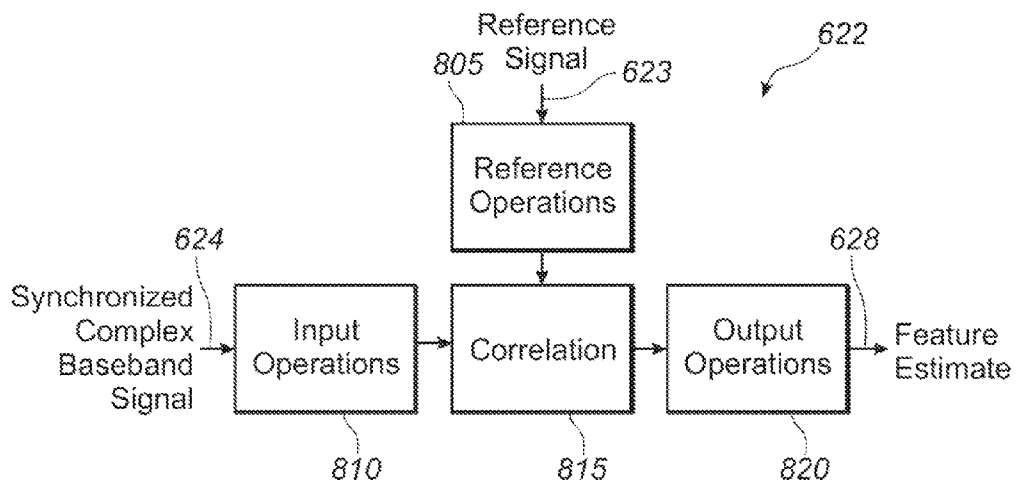 Reference
Signal
622
805
623
Reference
Operations
624
628
Synchronized
Complex
Baseband
Signal
Input
Operations
Correlation
Output
Operations
Feature
Estimate
810
815
820